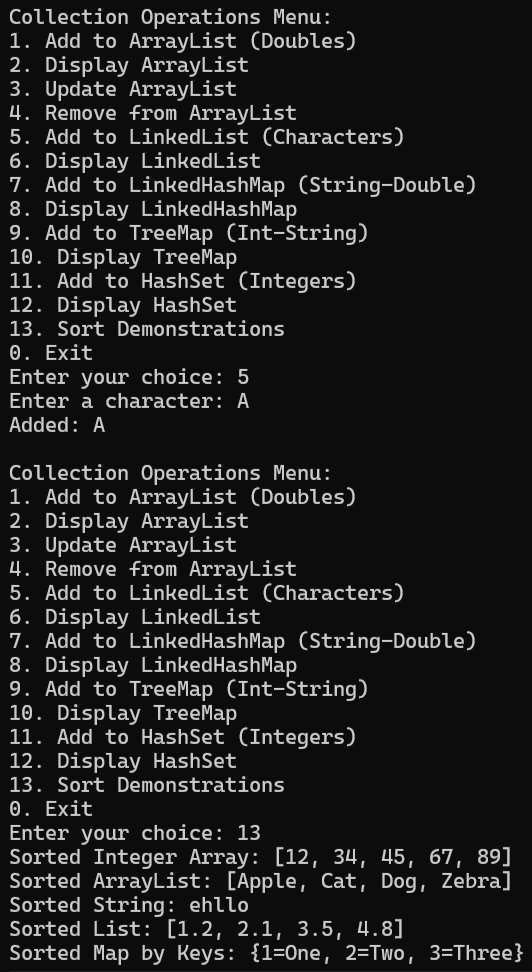 Collection Operations Menu:
1. Add to ArrayList (Doubles)
2. Display ArrayList
3. Update ArrayList
4. Remove from ArrayList
5. Add to LinkedList (Characters)
6. Display LinkedList
7. Add to LinkedHashMap (String-Double)
8. Display LinkedHashMap
9. Add to TreeMap (Int-String)
10. Display TreeMap
11. Add to HashSet (Integers)
12. Display HashSet
13. Sort Demonstrations
0. Exit
Enter your choice: 5
Enter a character: A
Added: A

Collection Operations Menu:
1. Add to ArrayList (Doubles)
2. Display ArrayList
3. Update ArrayList
4. Remove from ArrayList
5. Add to LinkedList (Characters)
6. Display LinkedList
7. Add to LinkedHashMap (String-Double)
8. Display LinkedHashMap
9. Add to TreeMap (Int-String)
10. Display TreeMap
11. Add to HashSet (Integers)
12. Display HashSet
13. Sort Demonstrations
0. Exit
Enter your choice: 13
Sorted Integer Array: [12, 34, 45, 67, 89]
Sorted ArrayList: [Apple, Cat, Dog, Zebra]
Sorted String: ehllo
Sorted List: [1.2, 2.1, 3.5, 4.8]
Sorted Map by Keys: {1=One, 2=Two, 3=Three}